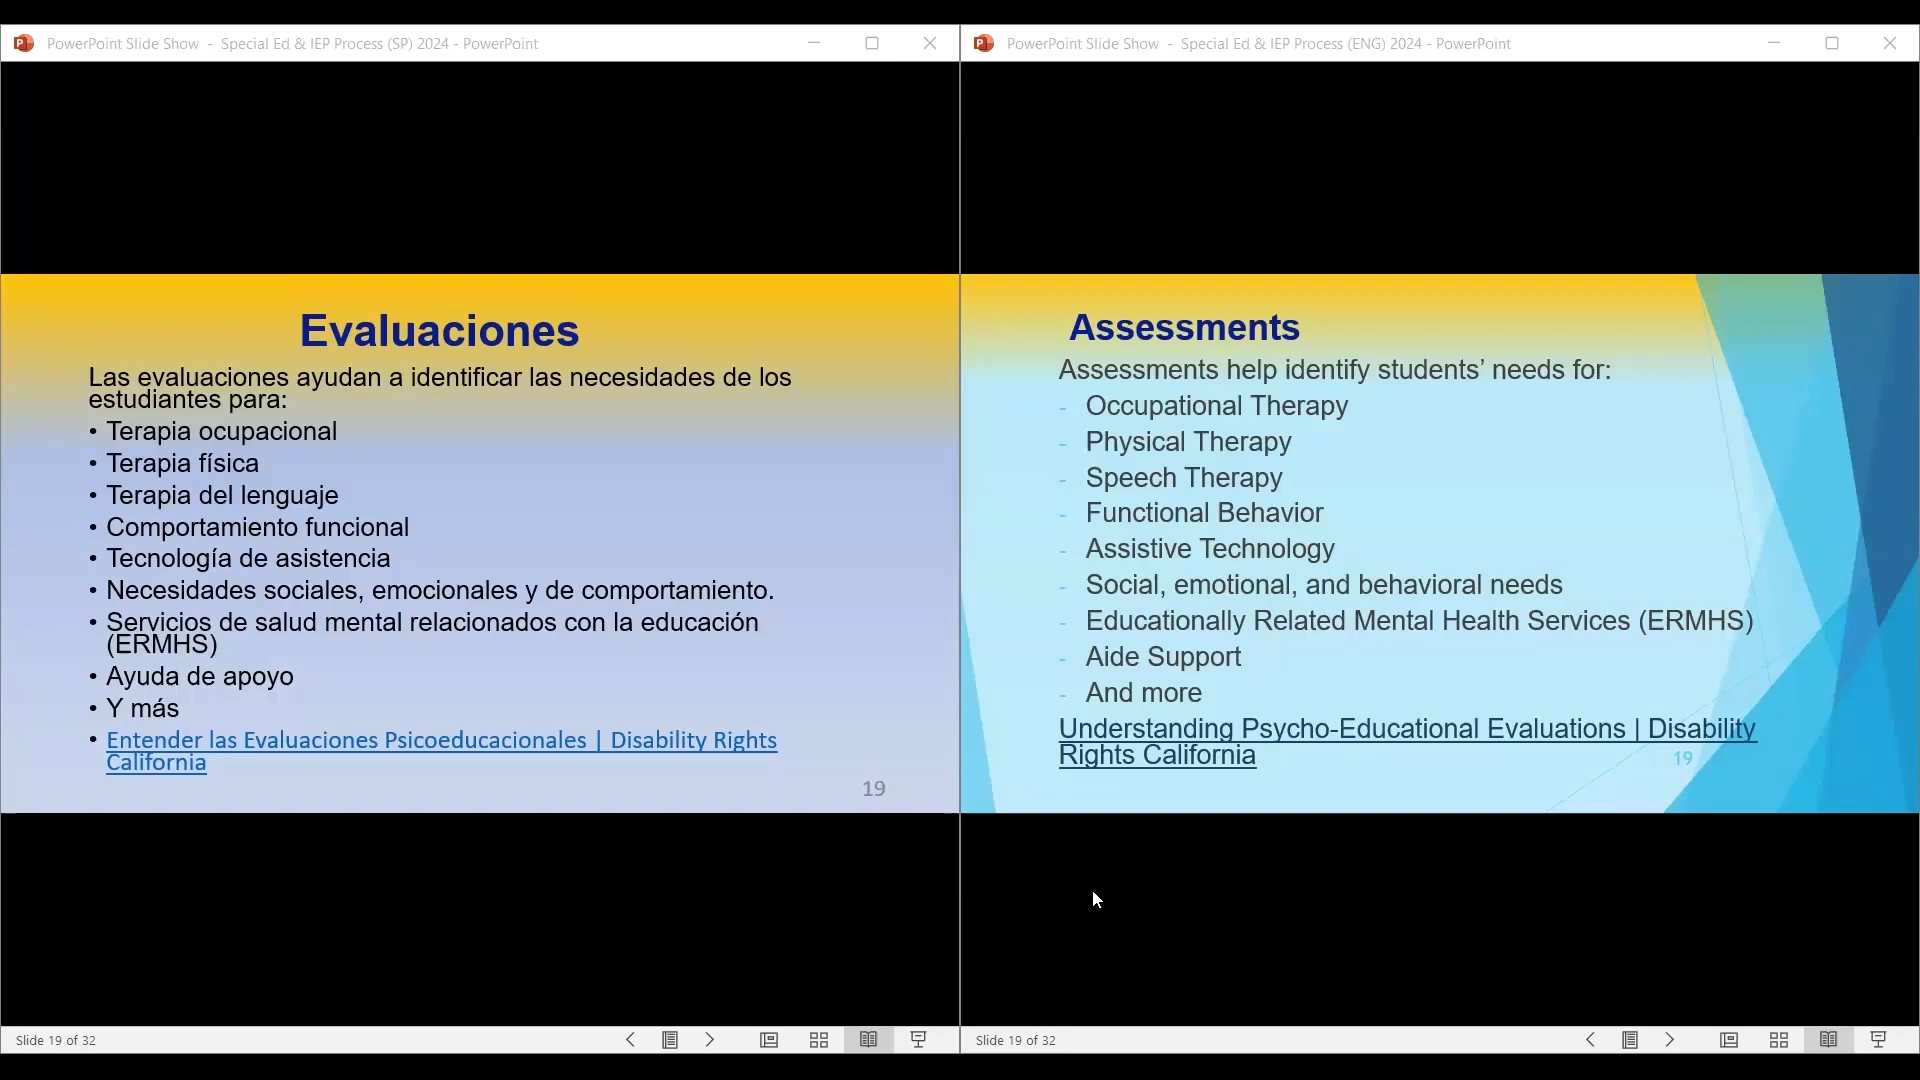 PowerPoint Slide Show - Special Ed & IEP Process (SP) 2024 - PowerPoint
Evaluaciones
Las evaluaciones ayudan a identificar las necesidades de los
estudiantes para:
• Terapia ocupacional
• Terapia física
• Terapia del lenguaje
• Comportamiento funcional
• Tecnología de asistencia
• Necesidades sociales, emocionales y de comportamiento.
• Servicios de salud mental relacionados con la educación
(ERMHS)
• Ayuda de apoyo
• Y más
• Entender las Evaluaciones Psicoeducacionales | Disability Rights
California
19
Slide 19 of 32
PowerPoint Slide Show - Special Ed & IEP Process (ENG) 2024 - PowerPoint
Assessments
Assessments help identify students’ needs for:
- Occupational Therapy
- Physical Therapy
- Speech Therapy
- Functional Behavior
- Assistive Technology
- Social, emotional, and behavioral needs
- Educationally Related Mental Health Services (ERMHS)
- Aide Support
- And more
Understanding Psycho-Educational Evaluations | Disability
Rights California
19
Slide 19 of 32